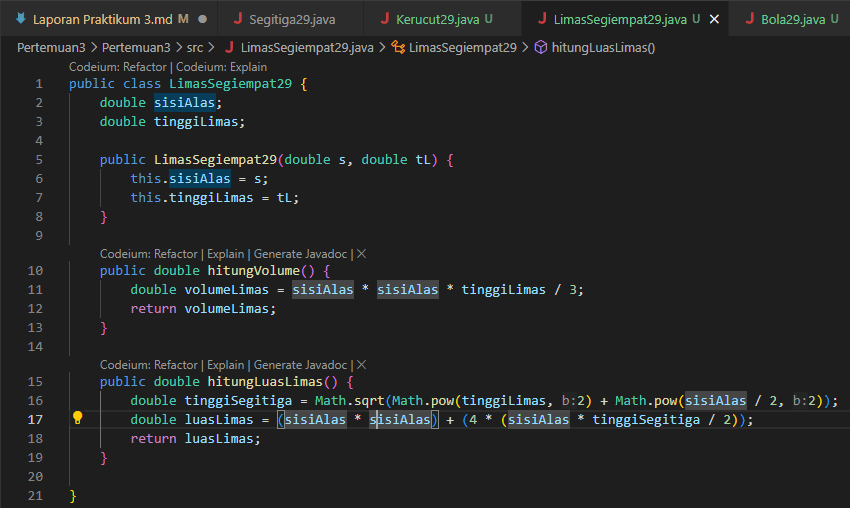 Laporan Praktikum 3.md M ● J Segitiga29.java J Kerucut29.java U J LimasSegiempat29.java U × J Bola29.java U
Pertemuan3 > Pertemuan3 > src > J LimasSegiempat29.java > LimasSegiempat29 > hitungLuasLimas()
Codeium: Refactor | Codeium: Explain
1 public class LimasSegiempat29 {
2 double sisiAlas;
3 double tinggiLimas;
4
5 public LimasSegiempat29(double s, double tL) {
6 this.sisiAlas = s;
7 this.tinggiLimas = tL;
8 }
9
Codeium: Refactor | Explain | Generate Javadoc | ×
10 public double hitungVolume() {
11 double volumeLimas = sisiAlas * sisiAlas * tinggiLimas / 3;
12 return volumeLimas;
13 }
14
Codeium: Refactor | Explain | Generate Javadoc | ×
15 public double hitungLuasLimas() {
16 double tinggiSegitiga = Math.sqrt(Math.pow(tinggiLimas, b:2) + Math.pow(sisiAlas / 2, b:2));
17 double luasLimas = (sisiAlas * sisiAlas) + (4 * (sisiAlas * tinggiSegitiga / 2));
18 return luasLimas;
19 }
20
21 }